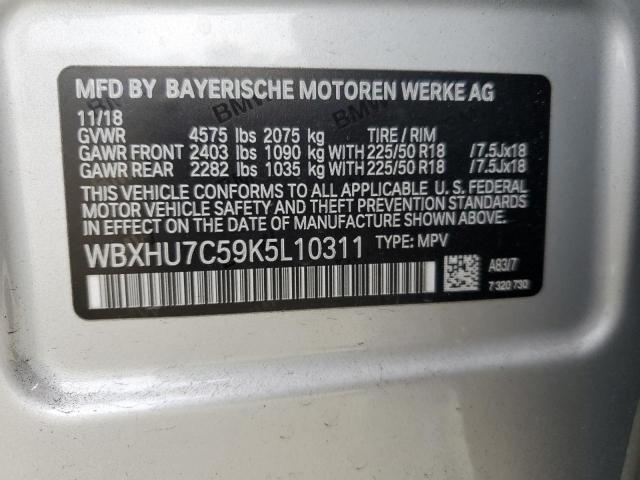 MFD BY BAYERISCHE MOTOREN WERKE AG
11/18
GVWR 4575 lbs 2075 kg TIRE / RIM
GAWR FRONT 2403 lbs 1090 kg WITH 225/50 R18 /7.5Jx18
GAWR REAR 2282 lbs 1035 kg WITH 225/50 R18 /7.5Jx18
THIS VEHICLE CONFORMS TO ALL APPLICABLE U. S. FEDERAL
MOTOR VEHICLE SAFETY AND THEFT PREVENTION STANDARDS
IN EFFECT ON THE DATE OF MANUFACTURE SHOWN ABOVE.
WBXHU7C59K5L10311 TYPE: MPV
A83/7
7 320 730